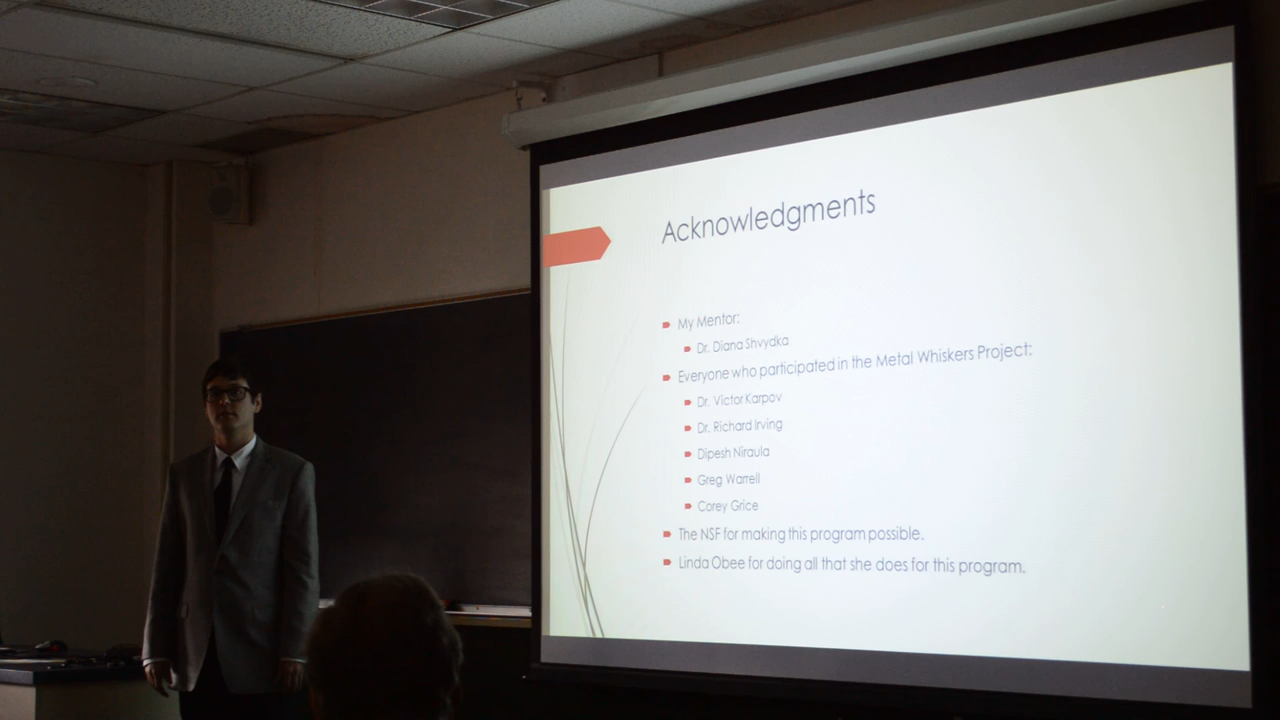 Acknowledgments
My Mentor:
Dr. Diana Shvydka
Everyone who participated in the Metal Whiskers Project:
Dr. Victor Karpov
Dr. Richard Irving
Dipesh Niraula
Greg Warrell
Corey Grice
The NSF for making this program possible.
Linda Obee for doing all that she does for this program.